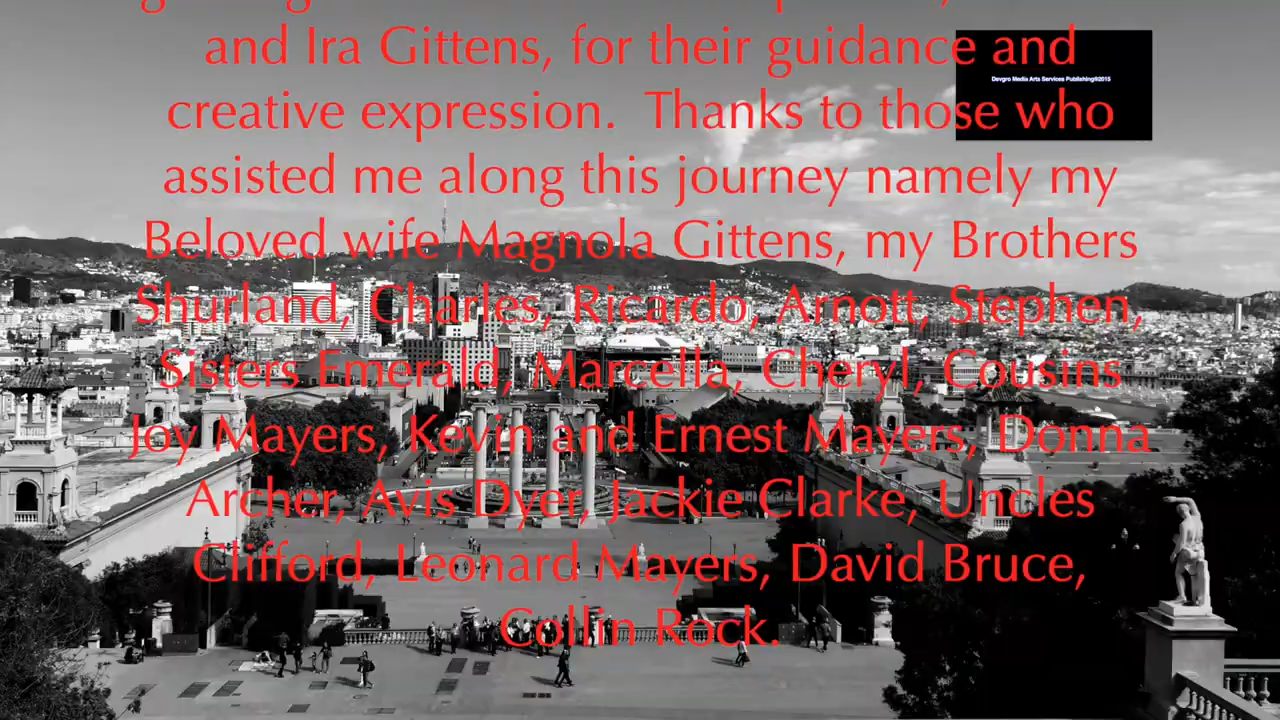 and Ira Gittens, for their guidance and
creative expression.  Thanks to those who
assisted me along this journey namely my
Beloved wife Magnola Gittens, my Brothers
Shurland, Charles, Ricardo, Arnott, Stephen,
Sisters Emerald, Marcella, Cheryl, Cousins
Joy Mayers, Kevin and Ernest Mayers, Donna
Archer, Avis Dyer, Jackie Clarke, Uncles
Clifford, Leonard Mayers, David Bruce,
Collin Rock.
Devgro Media Arts Services Publishing®2015